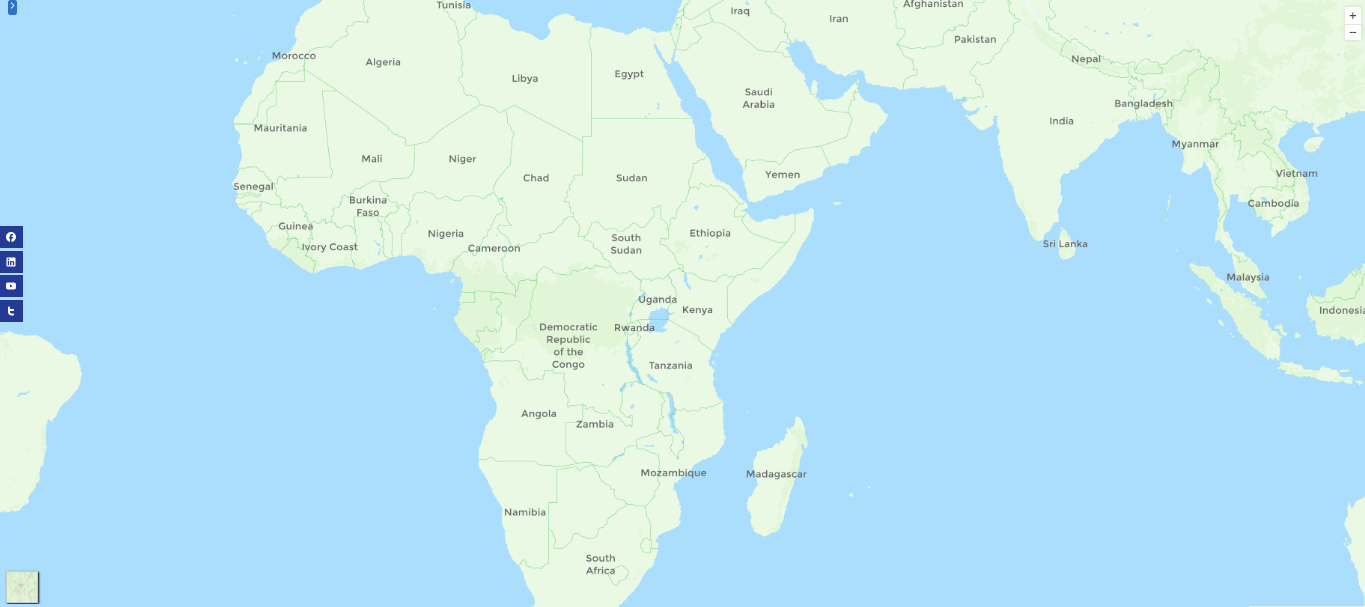 Tunisia
Afghanistan
Iraq
Iran
Pakistan
Morocco
Algeria
Libya
Egypt
Nepal
Saudi
Arabia
Bangladesh
India
Mauritania
Myanmar
Mali
Niger
Chad
Sudan
Yemen
Vietnam
Senegal
Burkina
Faso
Cambodia
Guinea
Ivory Coast
Nigeria
Cameroon
South
Sudan
Ethiopia
Sri Lanka
Malaysia
Uganda
Kenya
Indonesia
Democratic
Republic
of the
Congo
Rwanda
Tanzania
Angola
Zambia
Mozambique
Madagascar
Namibia
South
Africa